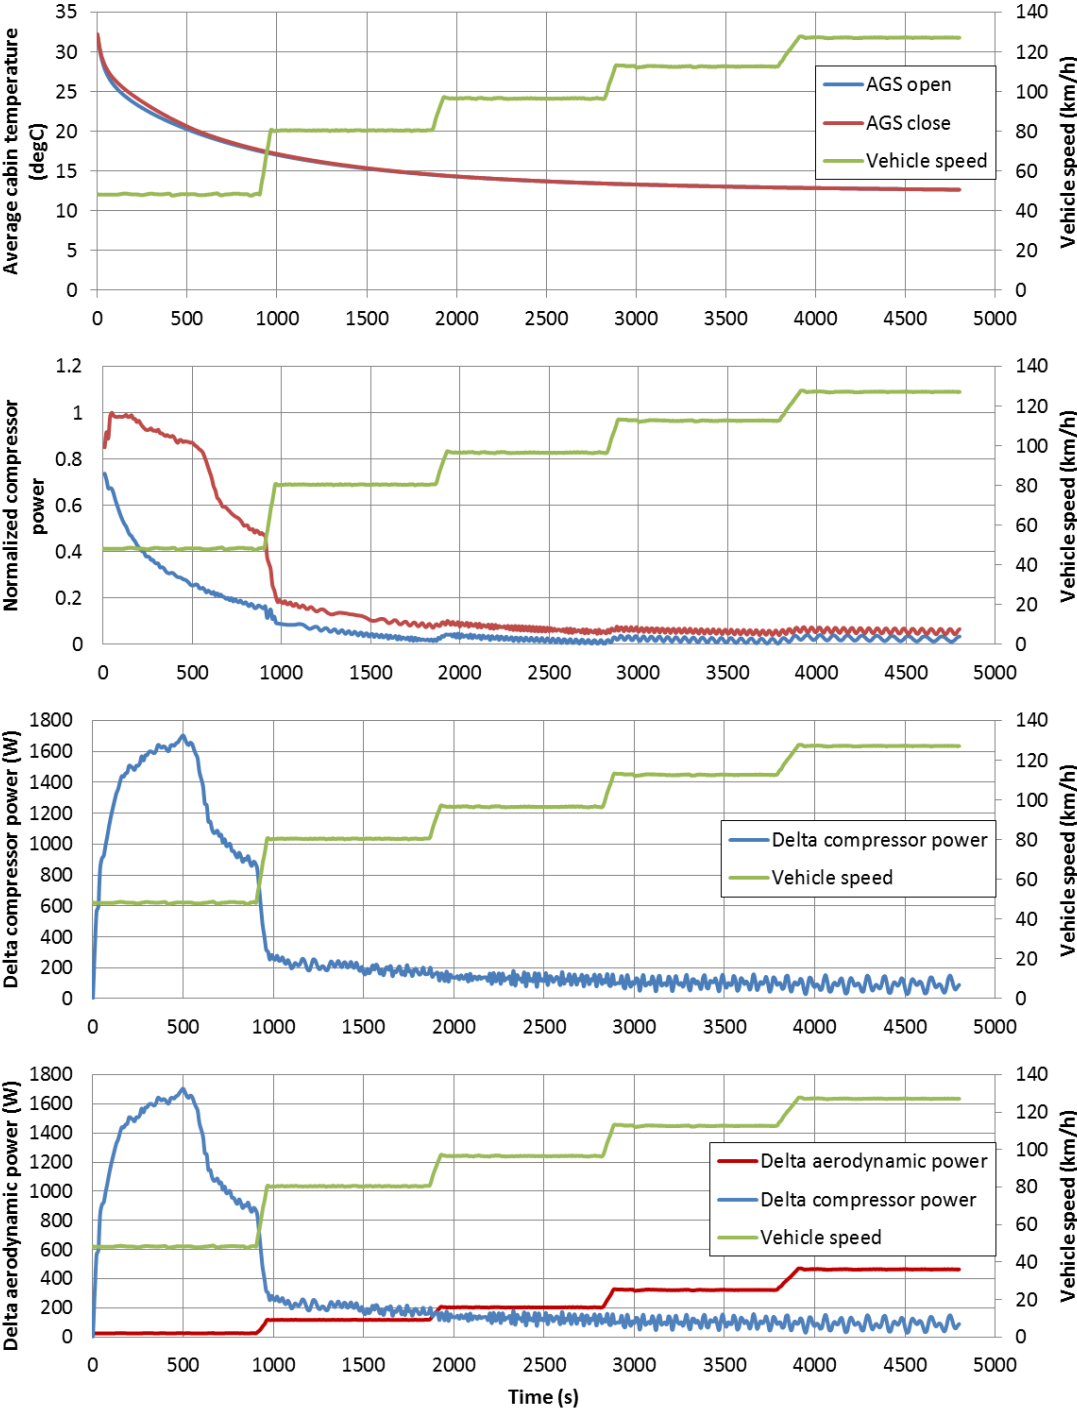 Average cabin temperature
(degC)
35
30
25
20
15
10
5
0
140
120
100
80
60
40
20
0
Vehicle speed (km/h)
AGS open
AGS close
Vehicle speed
0 500 1000 1500 2000 2500 3000 3500 4000 4500 5000
Normalized compressor
power
1.2
1
0.8
0.6
0.4
0.2
0
140
120
100
80
60
40
20
0
Vehicle speed (km/h)
0 500 1000 1500 2000 2500 3000 3500 4000 4500 5000
Delta compressor power (W)
1800
1600
1400
1200
1000
800
600
400
200
0
140
120
100
80
60
40
20
0
Vehicle speed (km/h)
Delta compressor power
Vehicle speed
0 500 1000 1500 2000 2500 3000 3500 4000 4500 5000
Delta aerodynamic power (W)
1800
1600
1400
1200
1000
800
600
400
200
0
140
120
100
80
60
40
20
0
Vehicle speed (km/h)
Delta aerodynamic power
Delta compressor power
Vehicle speed
0 500 1000 1500 2000 2500 3000 3500 4000 4500 5000
Time (s)